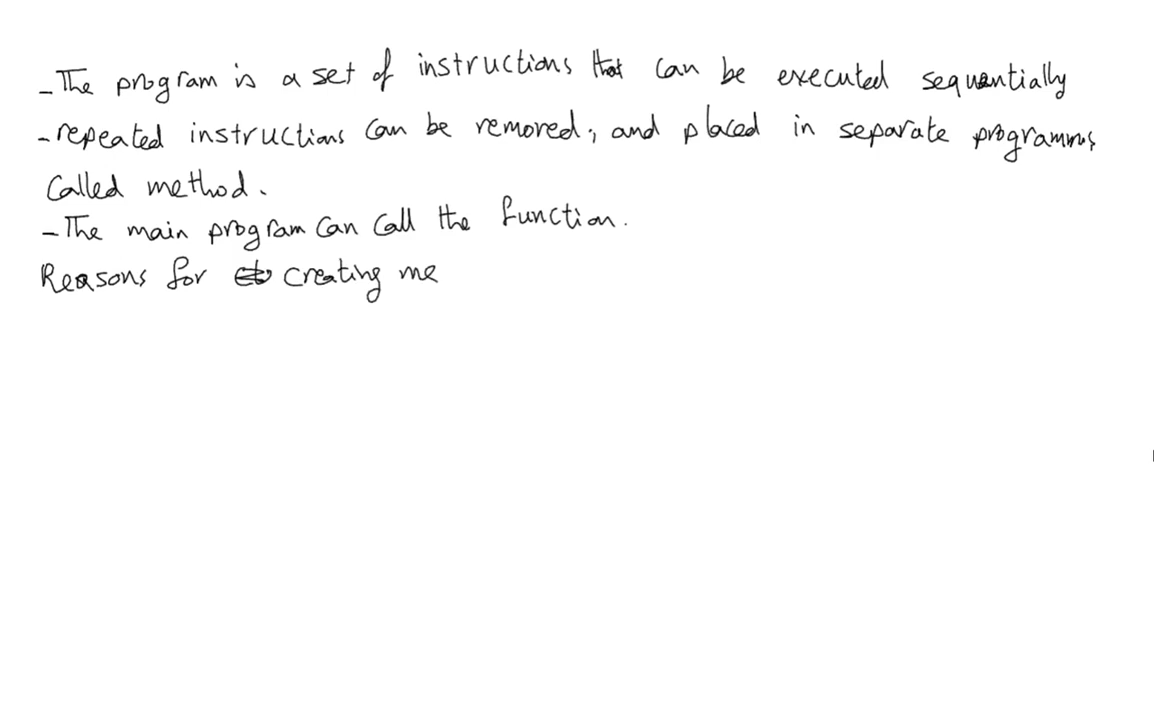 - The program is a set of instructions that can be executed sequentially
- repeated instructions can be removed, and placed in separate programms
Called method.
- The main program can call the function.
Reasons for creating me